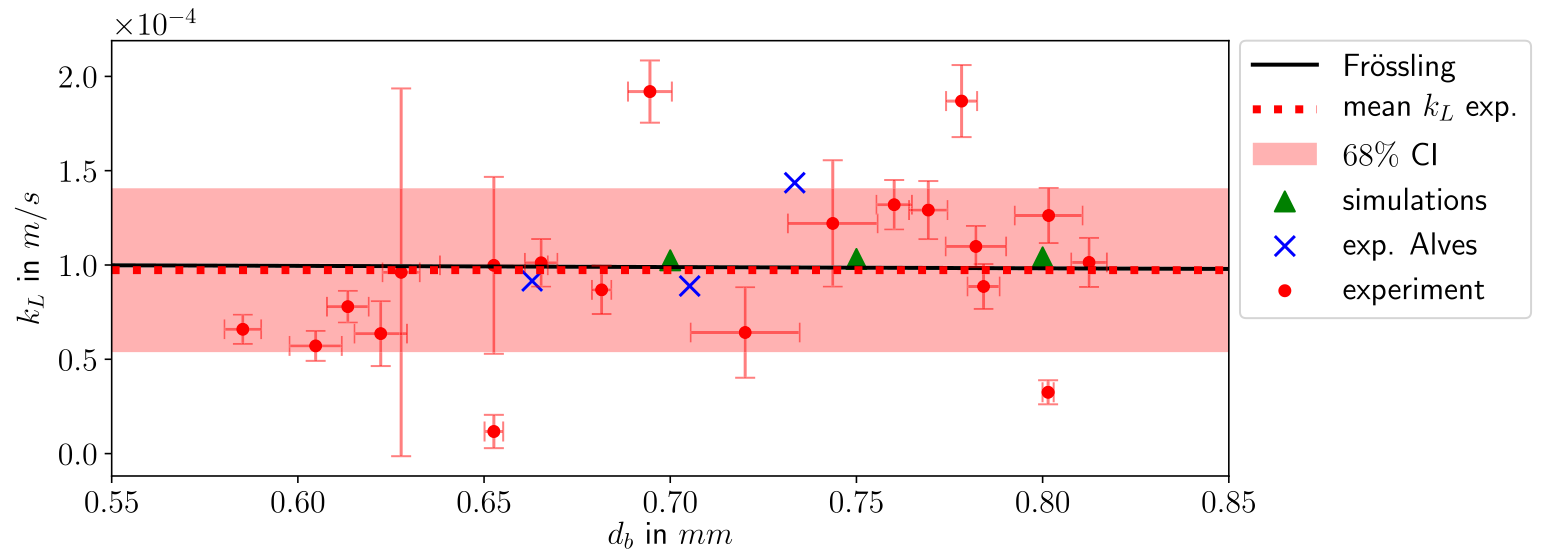 ×10⁻⁴
2.0
1.5
1.0
0.5
0.0
k_L in m/s
0.55 0.60 0.65 0.70 0.75 0.80 0.85
d_b in mm
Frössling
mean k_L exp.
68% CI
simulations
exp. Alves
experiment